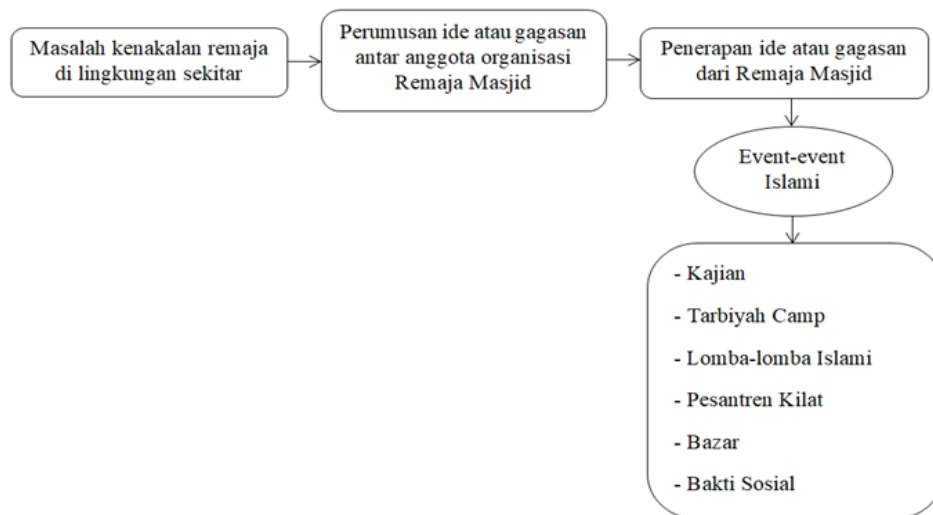 Masalah kenakalan remaja
di lingkungan sekitar
Perumusan ide atau gagasan
antar anggota organisasi
Remaja Masjid
Penerapan ide atau gagasan
dari Remaja Masjid
Event-event
Islami
- Kajian
- Tarbiyah Camp
- Lomba-lomba Islami
- Pesantren Kilat
- Bazar
- Bakti Sosial